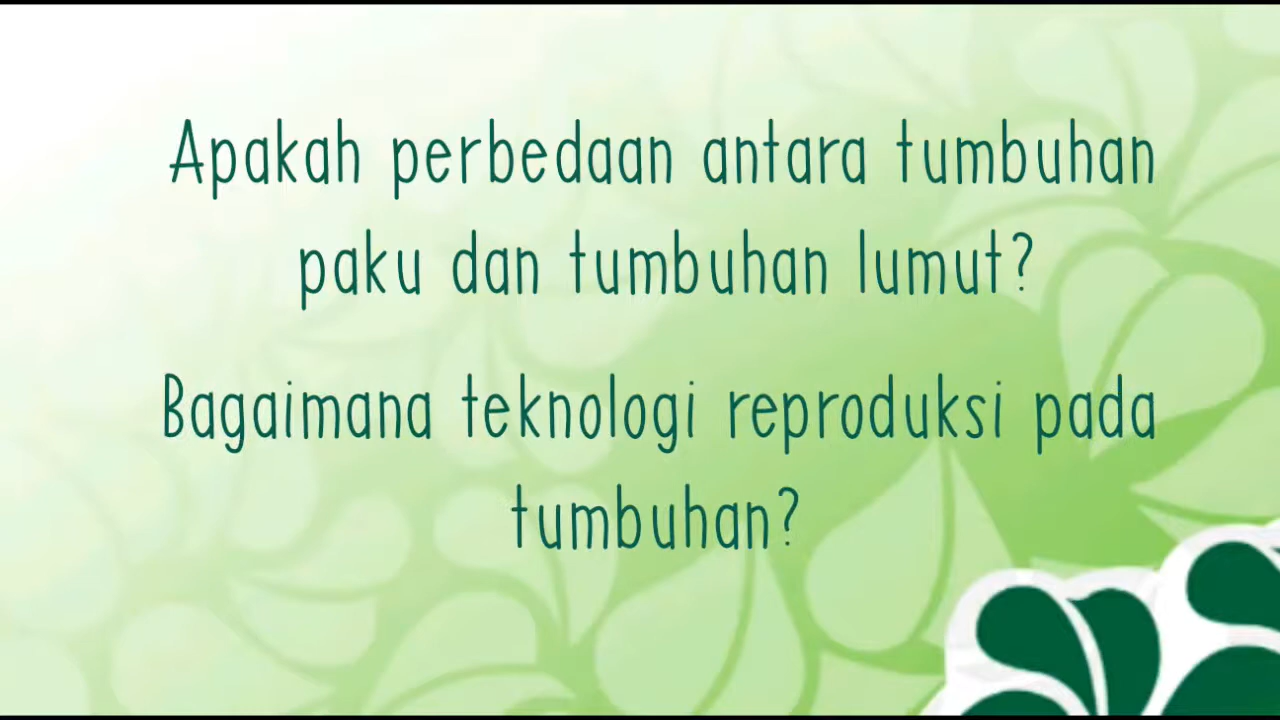 Apakah perbedaan antara tumbuhan
paku dan tumbuhan lumut?
Bagaimana teknologi reproduksi pada
tumbuhan?